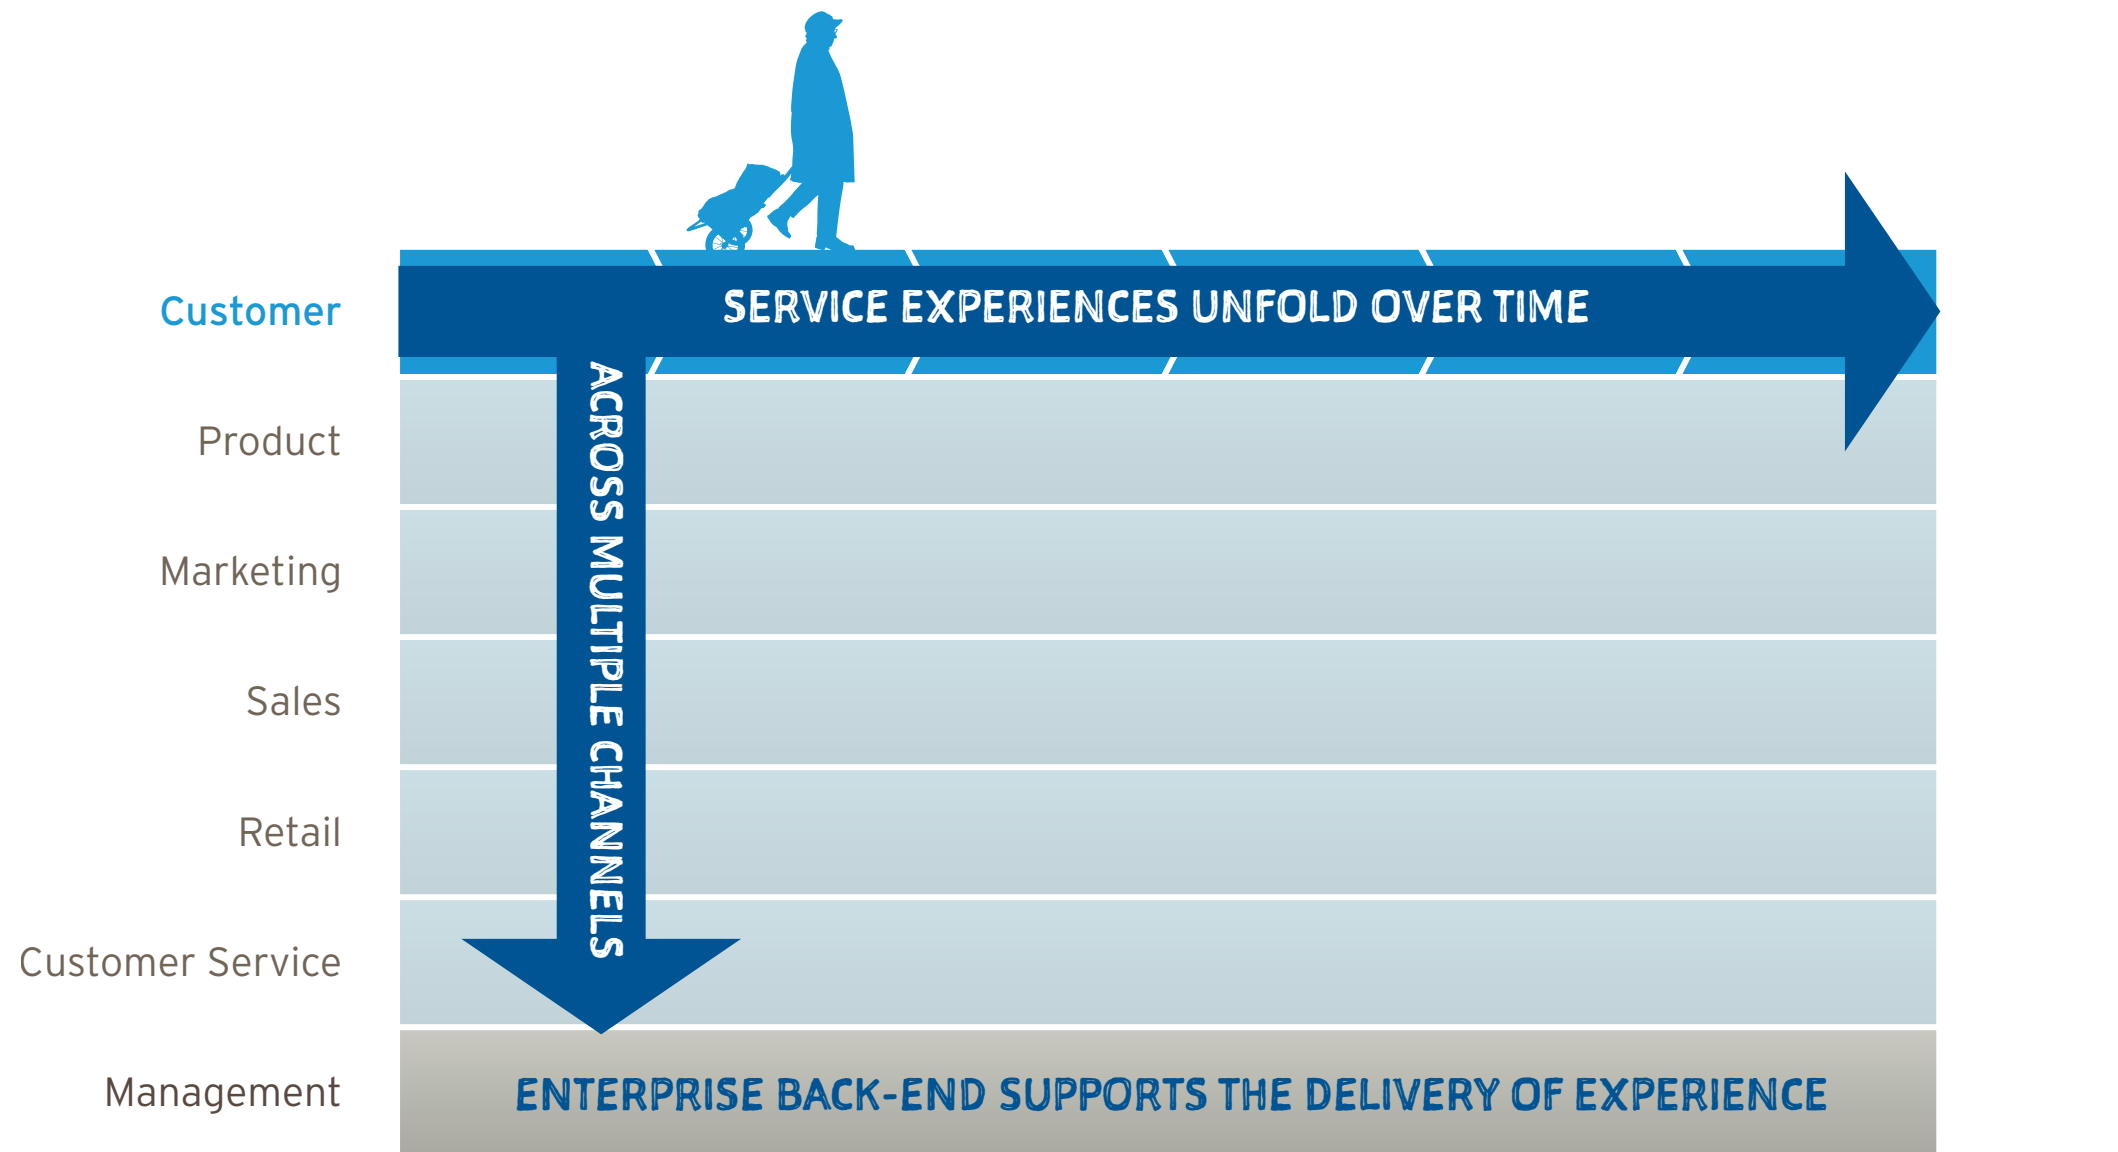 Customer
SERVICE EXPERIENCES UNFOLD OVER TIME
ACROSS MULTIPLE CHANNELS
Product
Marketing
Sales
Retail
Customer Service
Management
ENTERPRISE BACK-END SUPPORTS THE DELIVERY OF EXPERIENCE